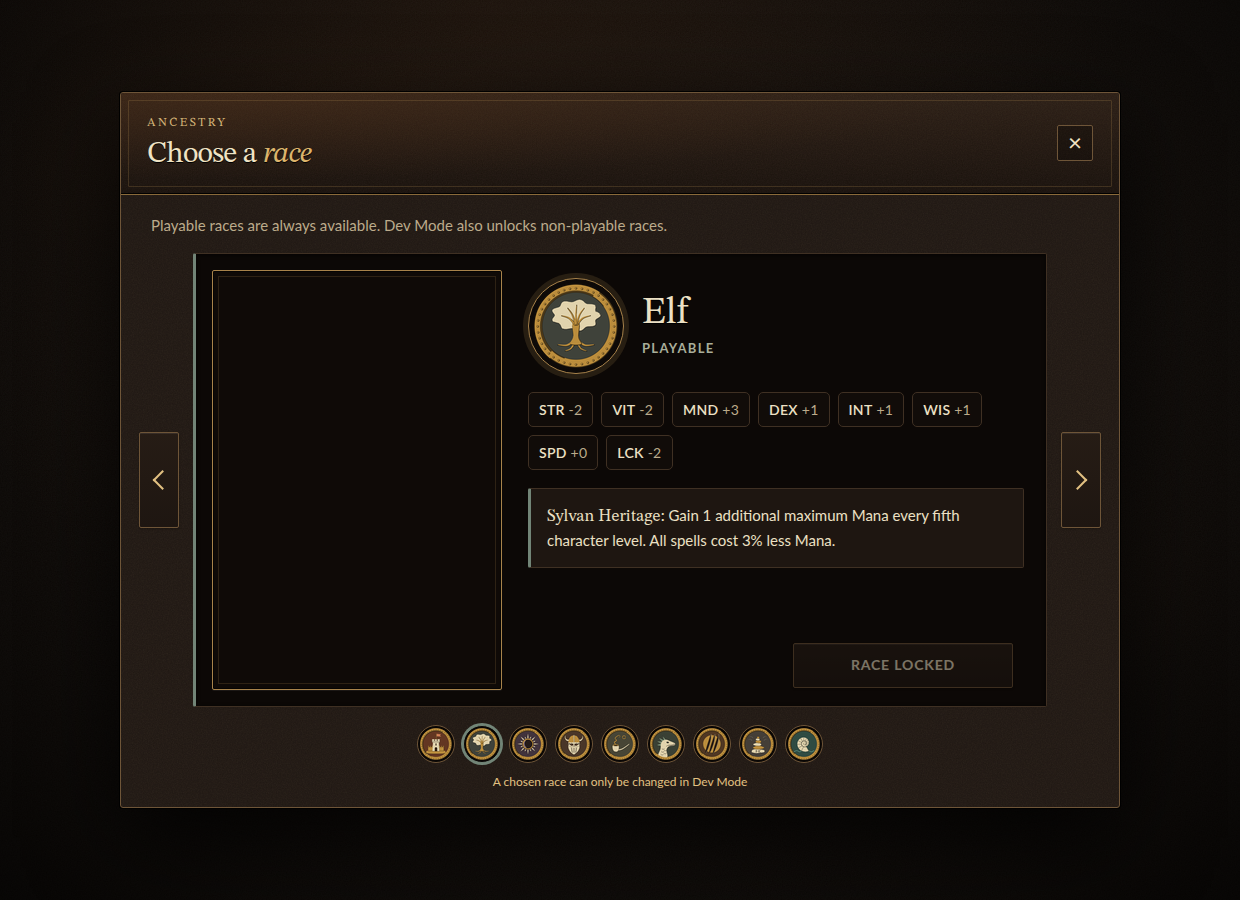 ANCESTRY
Choose a race
✕
Playable races are always available. Dev Mode also unlocks non-playable races.
Elf
PLAYABLE
STR -2 VIT -2 MND +3 DEX +1 INT +1 WIS +1
SPD +0 LCK -2
Sylvan Heritage: Gain 1 additional maximum Mana every fifth
character level. All spells cost 3% less Mana.
RACE LOCKED
A chosen race can only be changed in Dev Mode